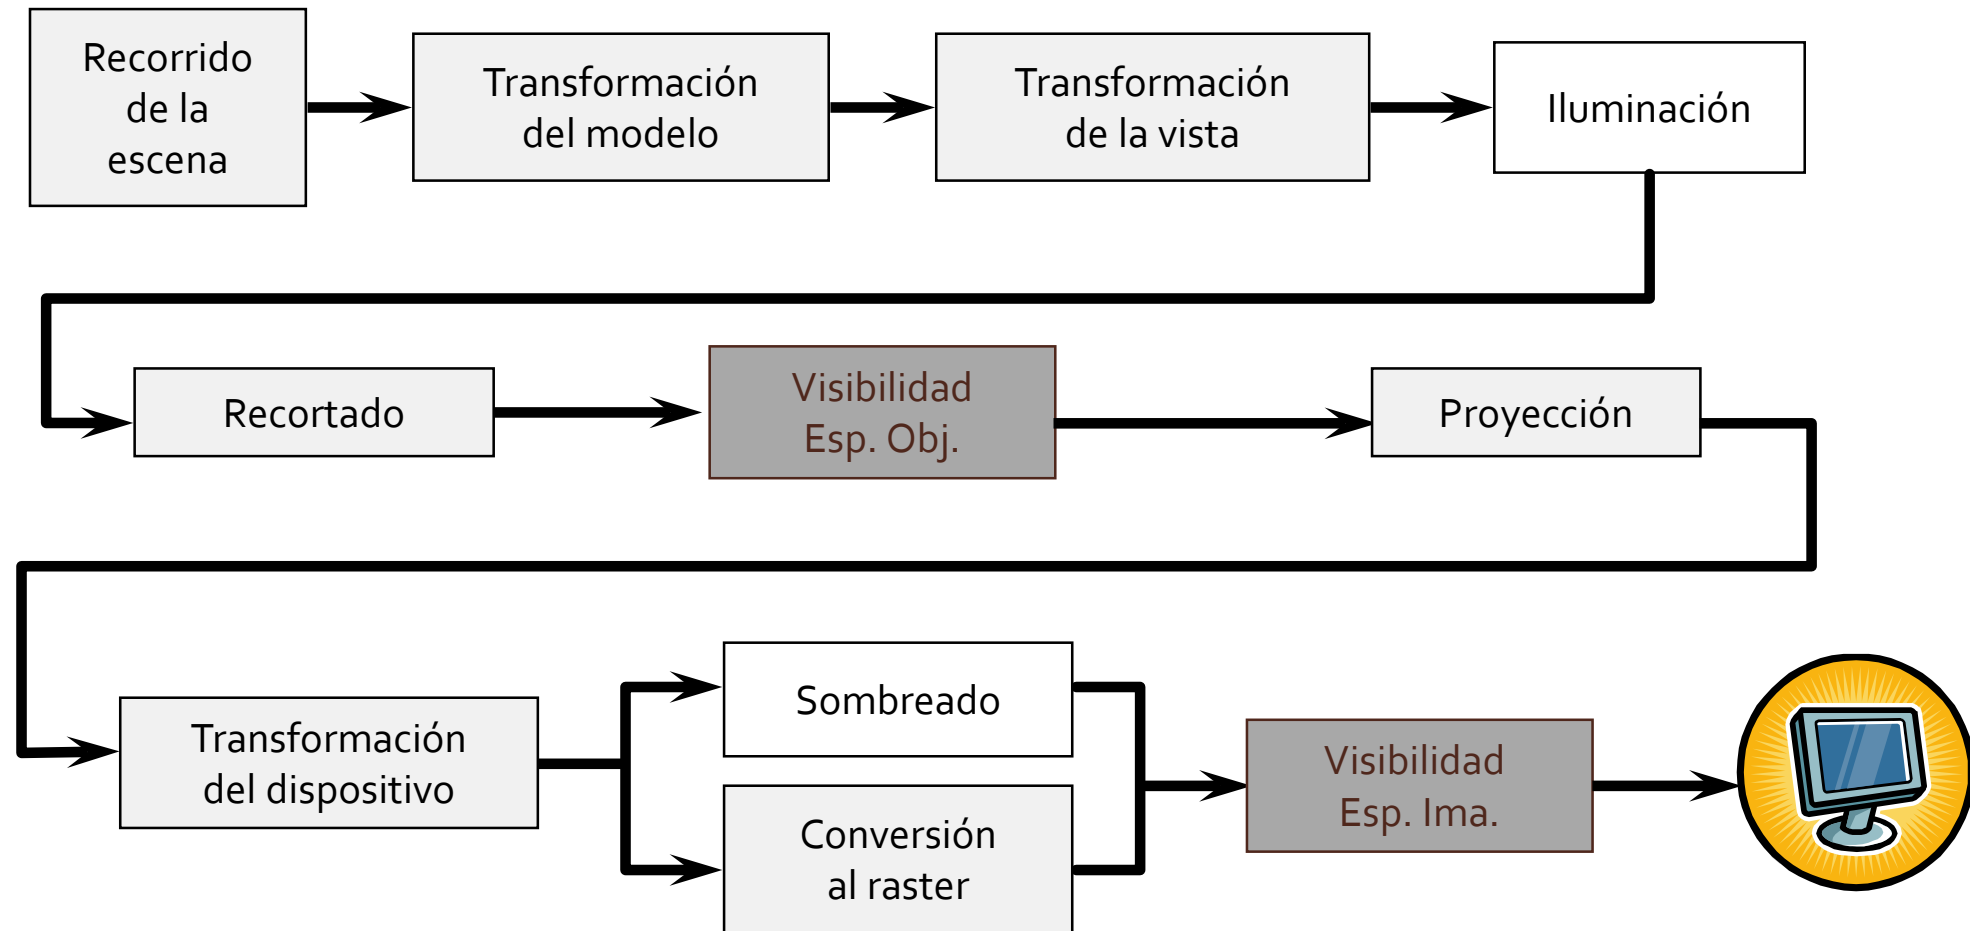 Recorrido
de la
escena
Transformación
del modelo
Transformación
de la vista
Iluminación
Recortado
Visibilidad
Esp. Obj.
Proyección
Transformación
del dispositivo
Sombreado
Conversión
al raster
Visibilidad
Esp. Ima.